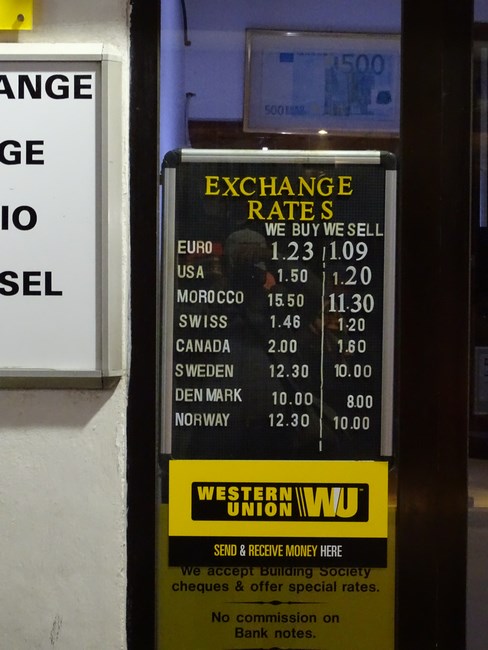 ANGE
GE
IO
SEL
500
500
EXCHANGE
RATES
WE BUY WE SELL
EURO 1.23 1.09
USA 1.50 1.20
MOROCCO 15.50 11.30
SWISS 1.46 1.20
CANADA 2.00 1.60
SWEDEN 12.30 10.00
DENMARK 10.00 8.00
NORWAY 12.30 10.00
WESTERN
UNION WU
SEND & RECEIVE MONEY HERE
We accept Building Society
cheques & offer special rates.
No commission on
Bank notes.